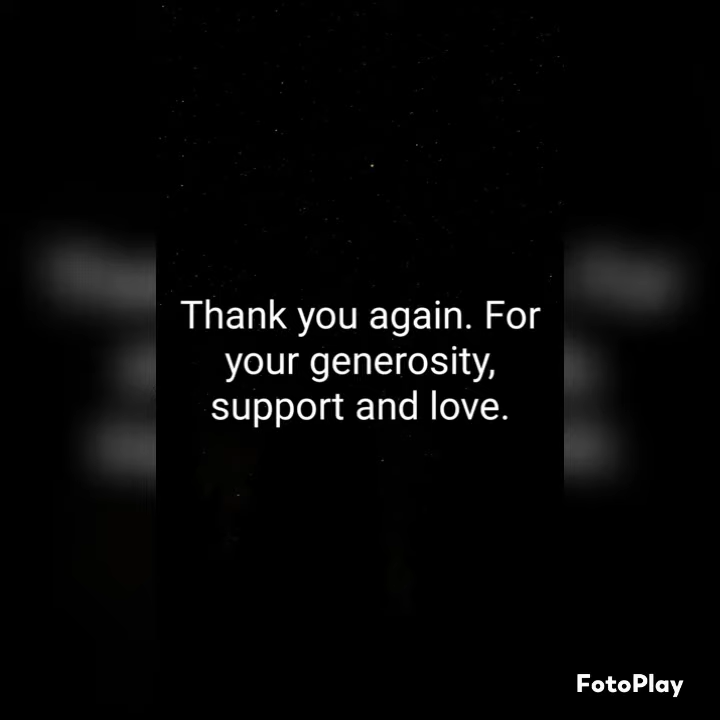 Thank you again. For
your generosity,
support and love.
FotoPlay